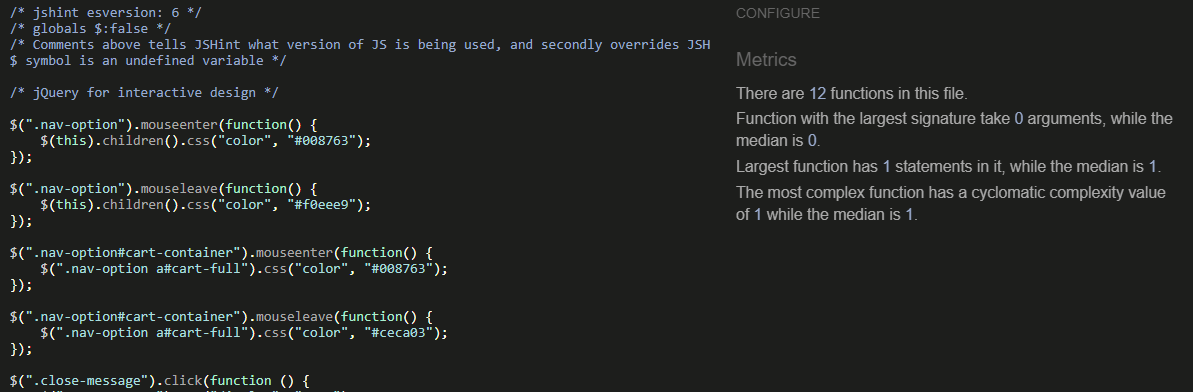 /* jshint esversion: 6 */
/* globals $:false */
/* Comments above tells JSHint what version of JS is being used, and secondly overrides JSH
$ symbol is an undefined variable */
/* jQuery for interactive design */
$(".nav-option").mouseenter(function() {
$(this).children().css("color", "#008763");
});
$(".nav-option").mouseleave(function() {
$(this).children().css("color", "#f0eee9");
});
$(".nav-option#cart-container").mouseenter(function() {
$(".nav-option a#cart-full").css("color", "#008763");
});
$(".nav-option#cart-container").mouseleave(function() {
$(".nav-option a#cart-full").css("color", "#ceca03");
});
$(".close-message").click(function () {
CONFIGURE
Metrics
There are 12 functions in this file.
Function with the largest signature take 0 arguments, while the
median is 0.
Largest function has 1 statements in it, while the median is 1.
The most complex function has a cyclomatic complexity value
of 1 while the median is 1.